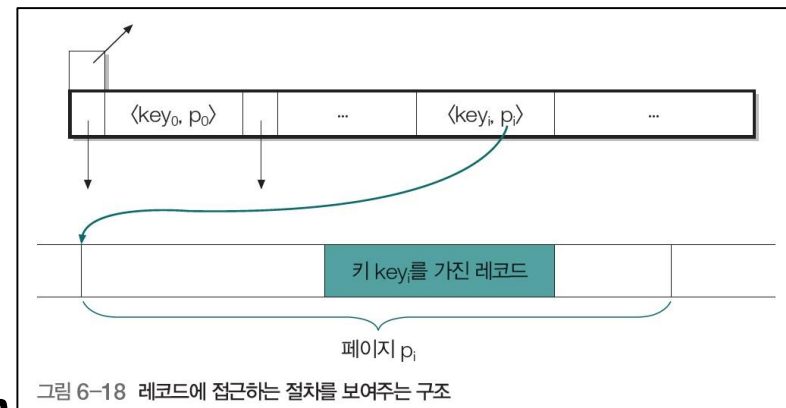 〈key₀, p₀〉 ... 〈keyᵢ, pᵢ〉 ...
키 keyᵢ를 가진 레코드
페이지 pᵢ
그림 6-18 레코드에 접근하는 절차를 보여주는 구조